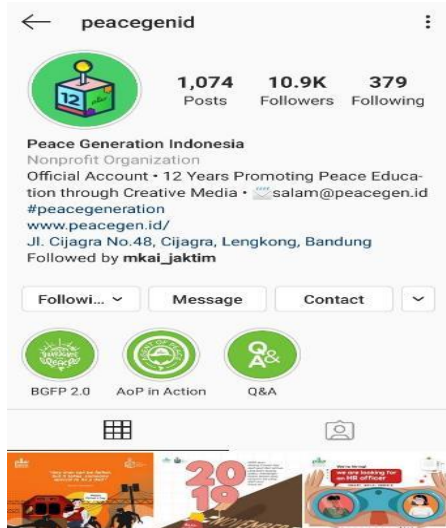 peacegenid
12
1,074 10.9K 379
Posts Followers Following
Peace Generation Indonesia
Nonprofit Organization
Official Account • 12 Years Promoting Peace Educa-
tion through Creative Media • salam@peacegen.id
#peacegeneration
www.peacegen.id/
Jl. Cijagra No.48, Cijagra, Lengkong, Bandung
Followed by mkai_jaktim
Followi... Message Contact
Q&A
BGFP 2.0 AoP in Action Q&A
2019
we are looking for
an HR officer